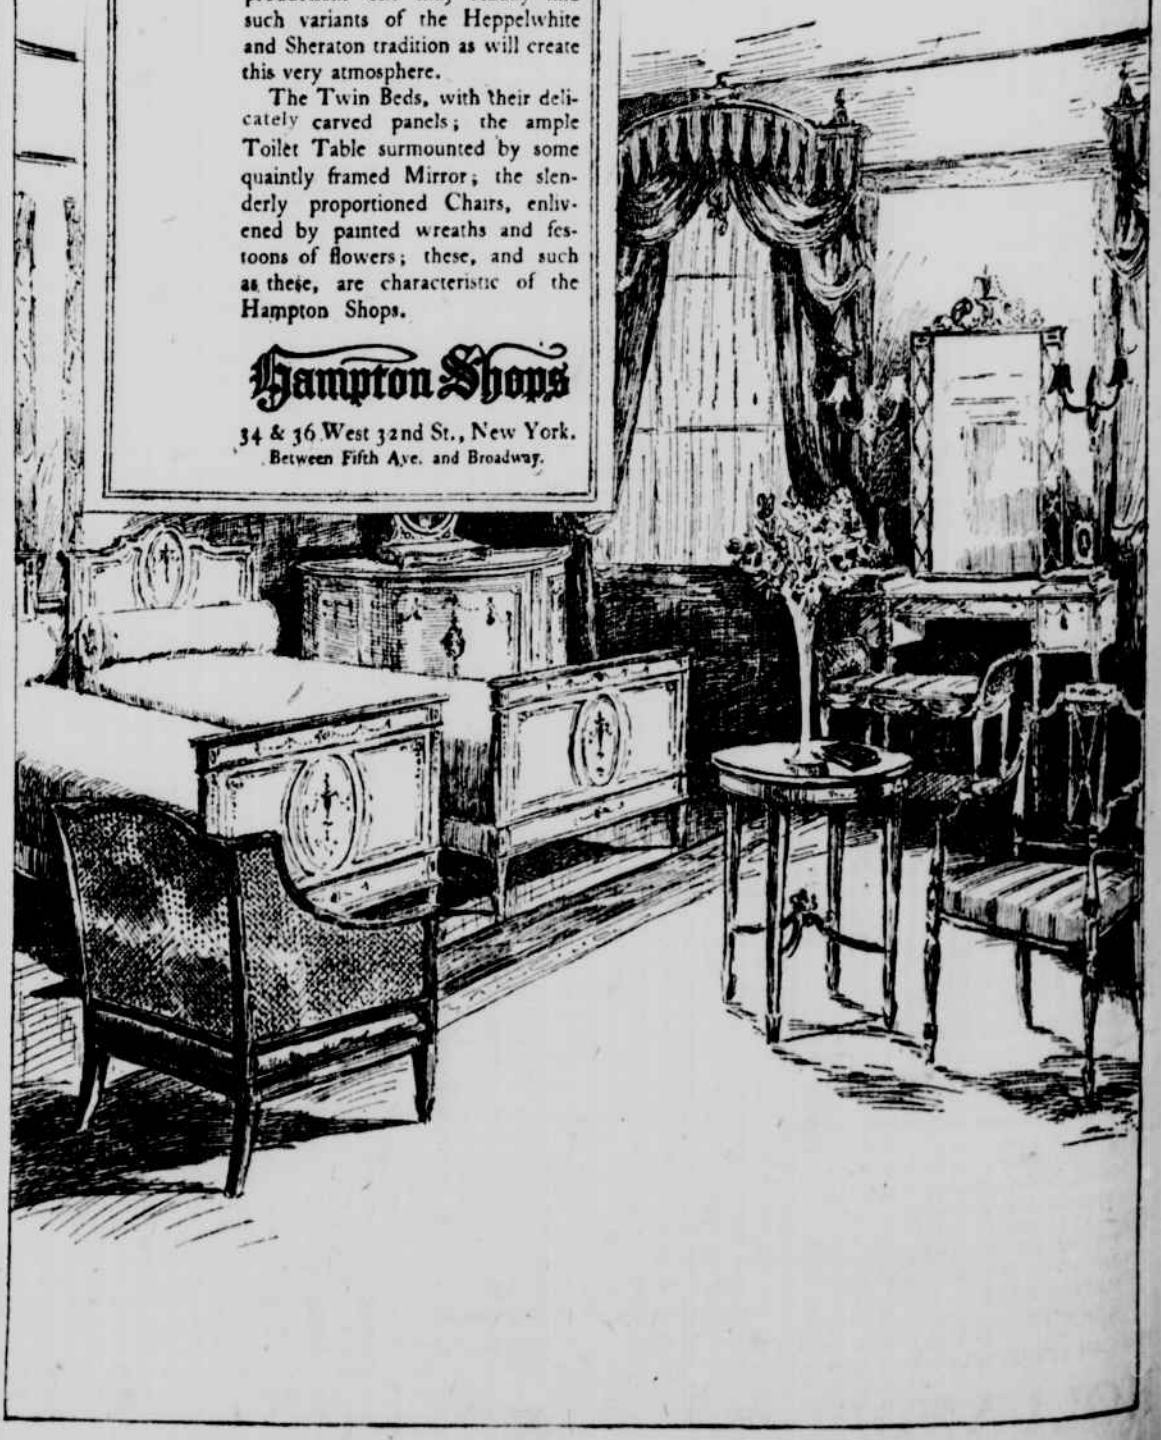 such variants of the Heppelwhite
and Sheraton tradition as will create
this very atmosphere.
The Twin Beds, with their deli-
cately carved panels; the ample
Toilet Table surmounted by some
quaintly framed Mirror; the slen-
derly proportioned Chairs, enliv-
ened by painted wreaths and fes-
toons of flowers; these, and such
as these, are characteristic of the
Hampton Shops.
Hampton Shops
34 & 36 West 32nd St., New York.
Between Fifth Ave. and Broadway.